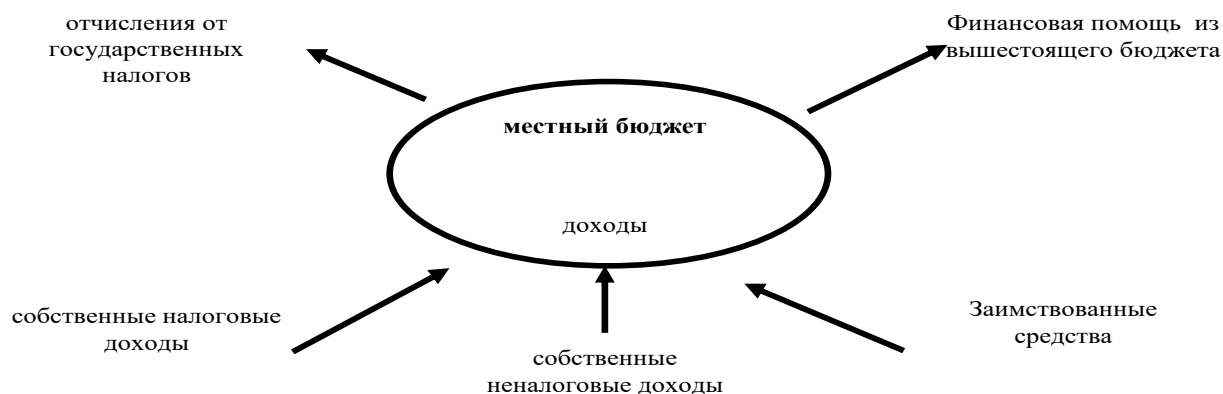 отчисления от
государственных
налогов
Финансовая помощь из
вышестоящего бюджета
местный бюджет
доходы
собственные налоговые
доходы
собственные
неналоговые доходы
Заимствованные
средства